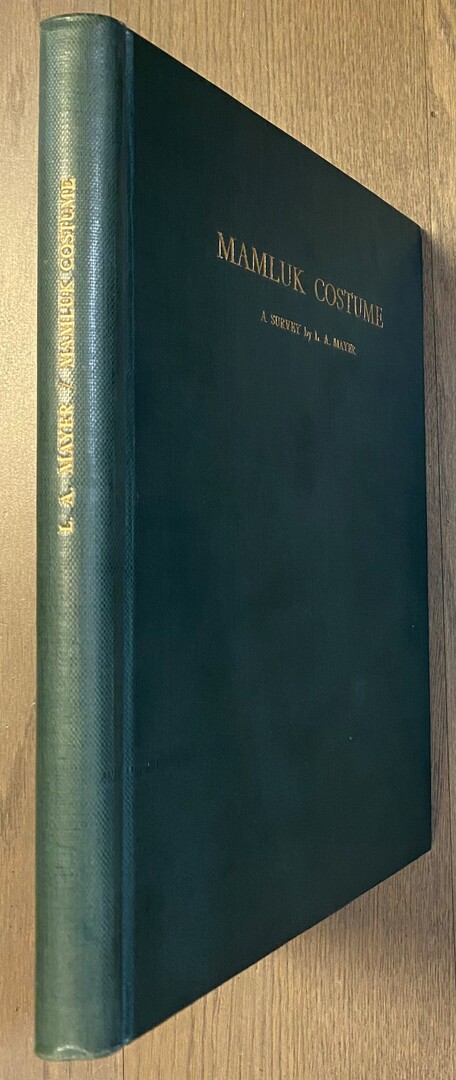 MAMLUK COSTUME
A SURVEY by L. A. MAYER
L. A. MAYER / MAMLUK COSTUME